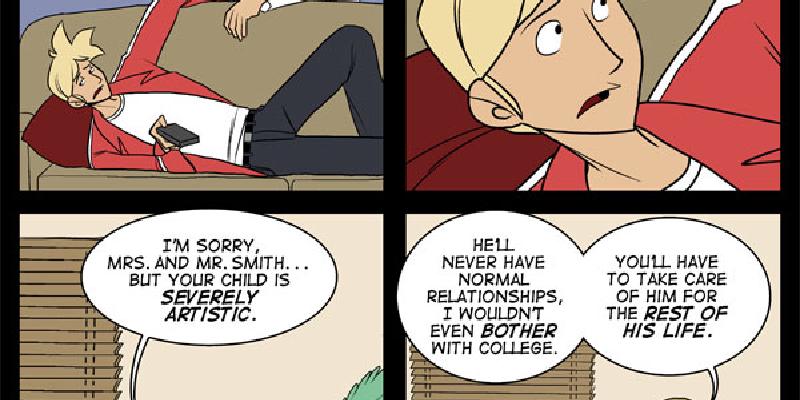 I'M SORRY,
MRS. AND MR. SMITH...
BUT YOUR CHILD IS
SEVERELY
ARTISTIC.
HE'LL
NEVER HAVE
NORMAL
RELATIONSHIPS,
I WOULDN'T
EVEN BOTHER
WITH COLLEGE.
YOU'LL HAVE
TO TAKE CARE
OF HIM FOR
THE REST OF
HIS LIFE.